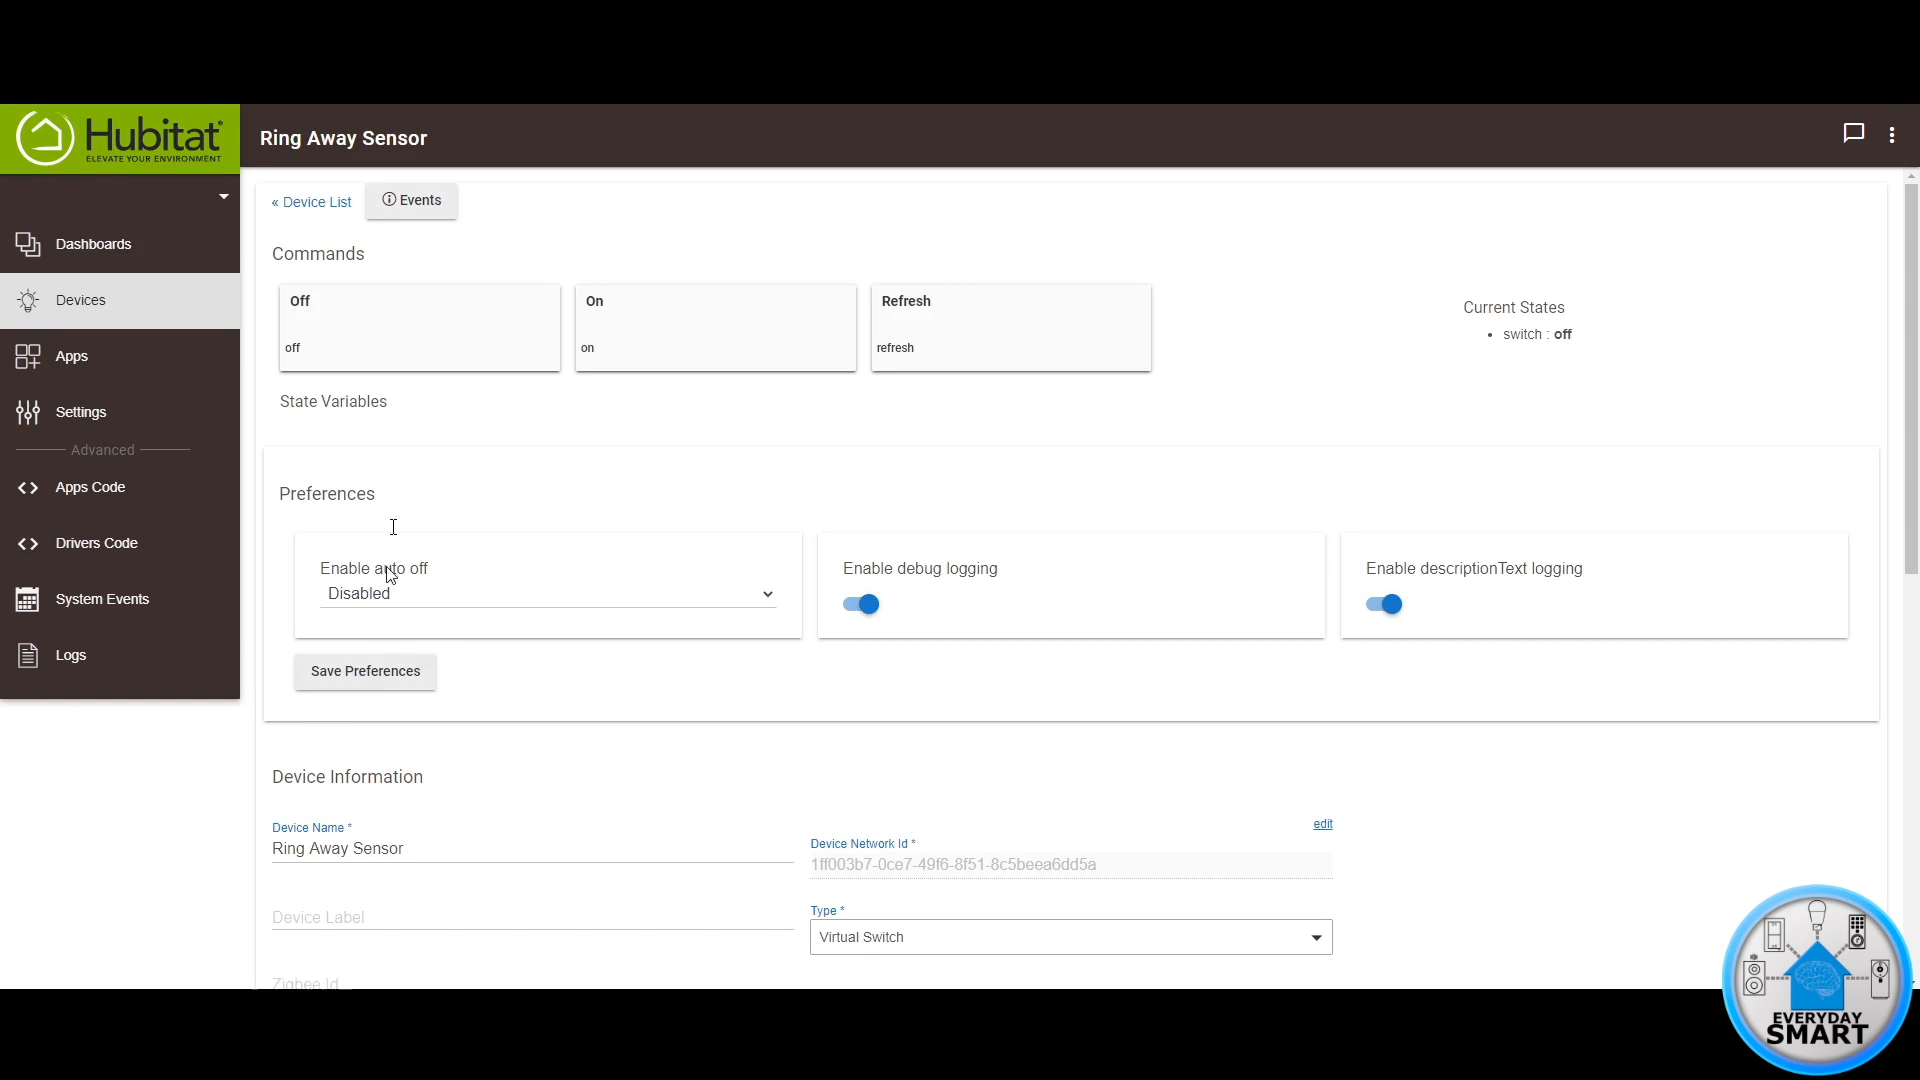 Hubitat®
ELEVATE YOUR ENVIRONMENT
Ring Away Sensor
Dashboards
Devices
Apps
Settings
Advanced
Apps Code
Drivers Code
System Events
Logs
« Device List
Events
Commands
Off
off
On
on
Refresh
refresh
Current States
• switch : off
State Variables
Preferences
Enable auto off
Disabled
Enable debug logging
Enable descriptionText logging
Save Preferences
Device Information
Device Name *
Ring Away Sensor
edit
Device Network Id *
1ff003b7-0ce7-49f6-8f51-8c5beea6dd5a
Device Label
Type *
Virtual Switch
Zigbee Id
EVERYDAY
SMART